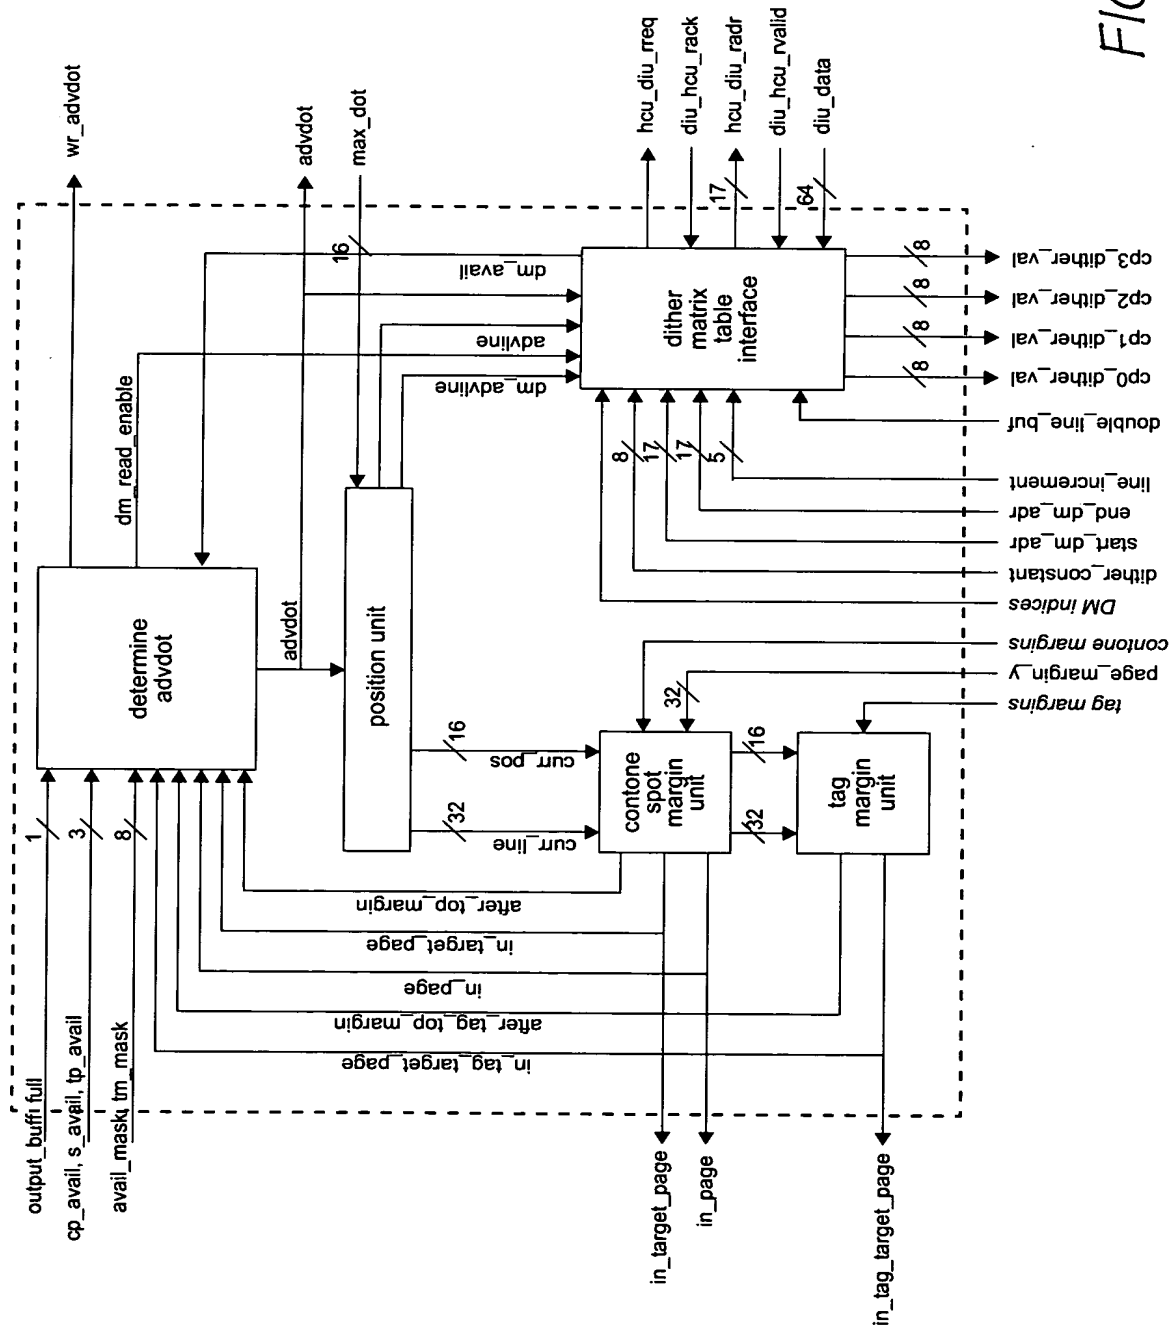 FIG
wr_advdot
advdot
max_dot
hcu_diu_rreq
diu_hcu_rack
hcu_diu_radr
diu_hcu_rvalid
diu_data
16
17
64
dm_read_enable
dm_avail
advline
dm_advline
determine
advdot
advdot
position unit
dither
matrix
table
interface
8
8
8
8
cp3_dither_val
cp2_dither_val
cp1_dither_val
cp0_dither_val
double_line_buf
8
17
17
5
line_increment
end_dm_adr
start_dm_adr
dither_constant
DM indices
contone margins
page_margin_y
tag margins
32
16
curr_pos
32
curr_line
contone
spot
margin
unit
16
32
tag
margin
unit
1
3
8
after_top_margin
in_target_page
in_page
after_tag_top_margin
in_tag_target_page
output_buff_full
cp_avail, s_avail, tp_avail
avail_mask, tm_mask
in_target_page
in_page
in_tag_target_page